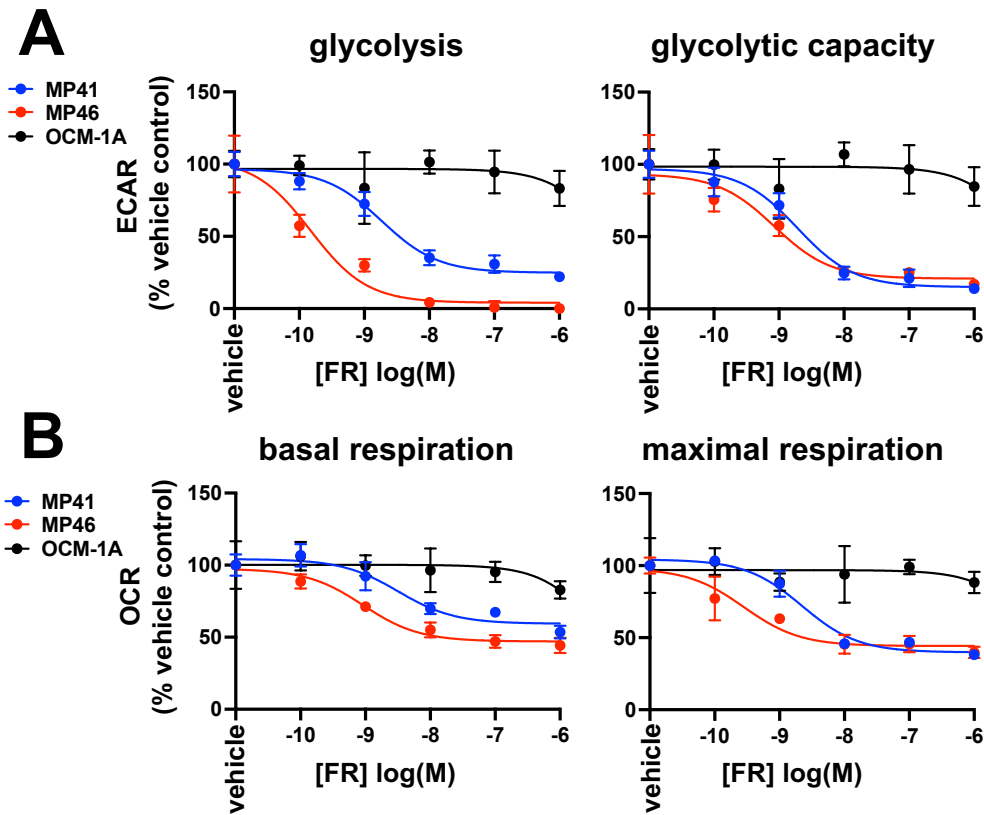 A
glycolysis
glycolytic capacity
MP41
MP46
OCM-1A
ECAR
(% vehicle control)
150
100
50
0
vehicle
-10
-9
-8
-7
-6
[FR] log(M)
150
100
50
0
vehicle
-10
-9
-8
-7
-6
[FR] log(M)
B
basal respiration
maximal respiration
MP41
MP46
OCM-1A
OCR
(% vehicle control)
150
100
50
0
vehicle
-10
-9
-8
-7
-6
[FR] log(M)
150
100
50
0
vehicle
-10
-9
-8
-7
-6
[FR] log(M)